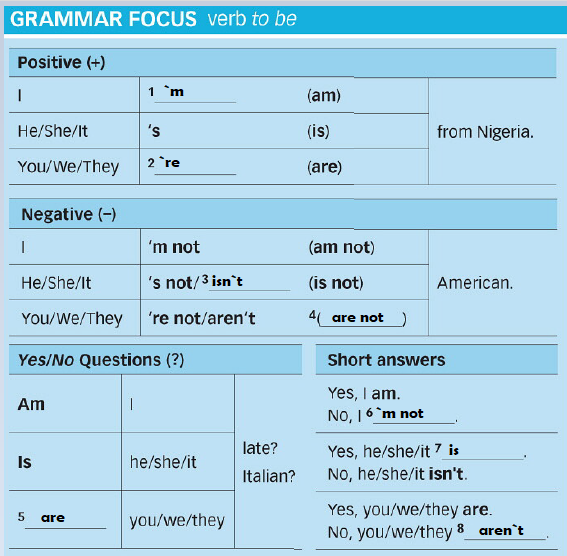 GRAMMAR FOCUS verb to be
Positive (+)
I 1 `m (am)
He/She/It 's (is) from Nigeria.
You/We/They 2 `re (are)
Negative (–)
I 'm not (am not)
He/She/It 's not/3 isn`t (is not) American.
You/We/They 're not/aren't 4( are not )
Yes/No Questions (?)
Am I
Is he/she/it
late?
Italian?
5 are you/we/they
Short answers
Yes, I am.
No, I 6 `m not .
Yes, he/she/it 7 is .
No, he/she/it isn't.
Yes, you/we/they are.
No, you/we/they 8 aren`t .